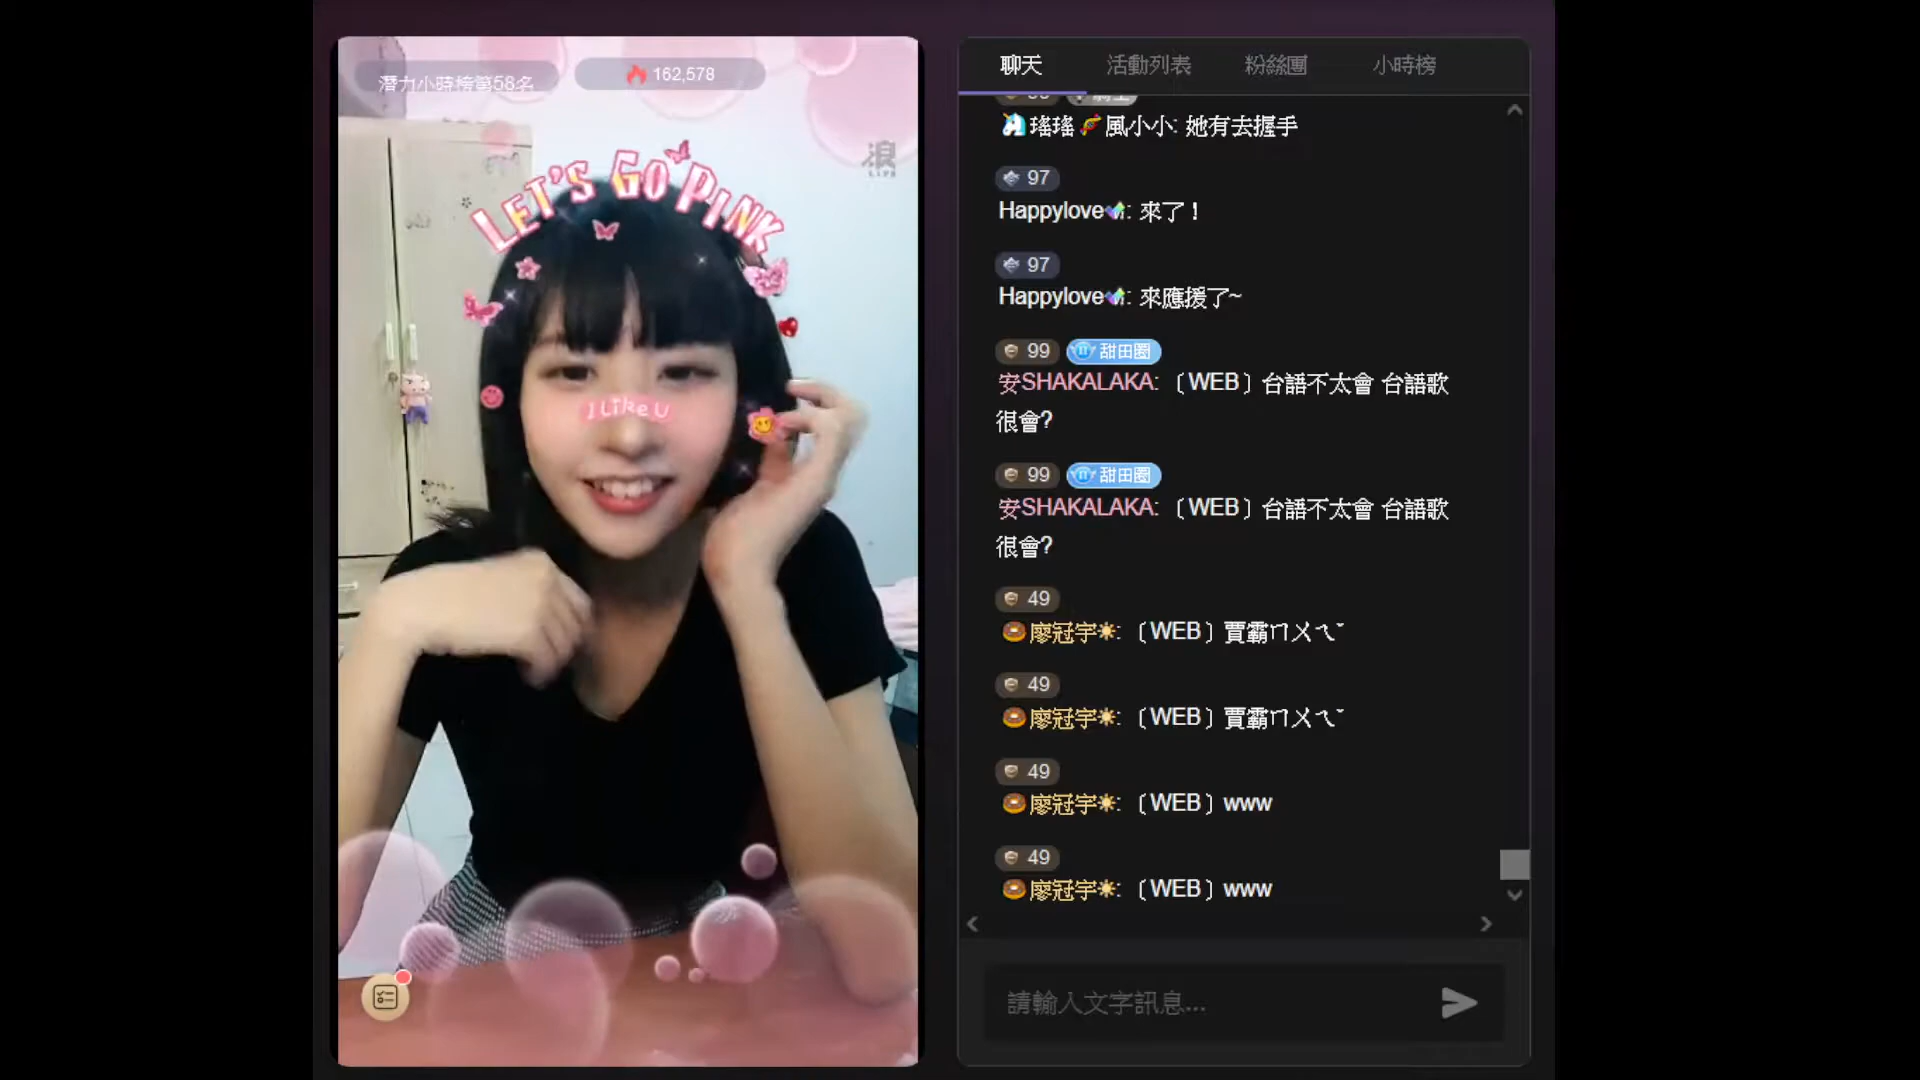 潛力小時榜第58名
162,578
浪
LIVE
LET'S GO PINK
I Like U
聊天 活動列表 粉絲團 小時榜
瑤瑤風小小: 她有去握手
97
Happylove: 來了！
97
Happylove: 來應援了~
99 甜田圈
安SHAKALAKA:〔WEB〕台語不太會 台語歌
很會?
99 甜田圈
安SHAKALAKA:〔WEB〕台語不太會 台語歌
很會?
49
廖冠宇:〔WEB〕賈霸ㄇㄨㄟˇ
49
廖冠宇:〔WEB〕賈霸ㄇㄨㄟˇ
49
廖冠宇:〔WEB〕www
49
廖冠宇:〔WEB〕www
請輸入文字訊息...